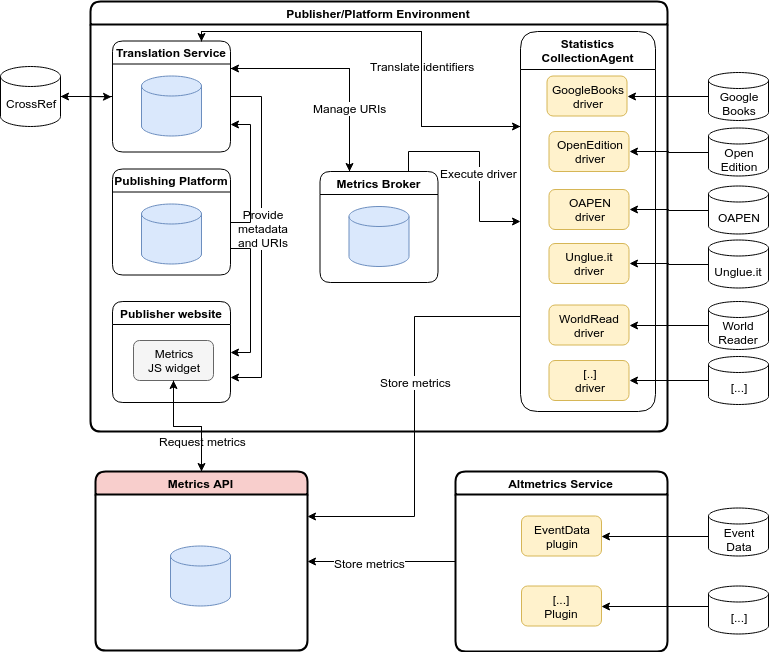 Publisher/Platform Environment
Translation Service
CrossRef
Translate identifiers
Manage URIs
Statistics
CollectionAgent
GoogleBooks
driver
Google
Books
OpenEdition
driver
Open
Edition
Publishing Platform
Provide
metadata
and URIs
Metrics Broker
Execute driver
OAPEN
driver
OAPEN
Unglue.it
driver
Unglue.it
Publisher website
Metrics
JS widget
WorldRead
driver
World
Reader
[..]
driver
[...]
Store metrics
Request metrics
Metrics API
Altmetrics Service
EventData
plugin
Event
Data
Store metrics
[...]
Plugin
[...]